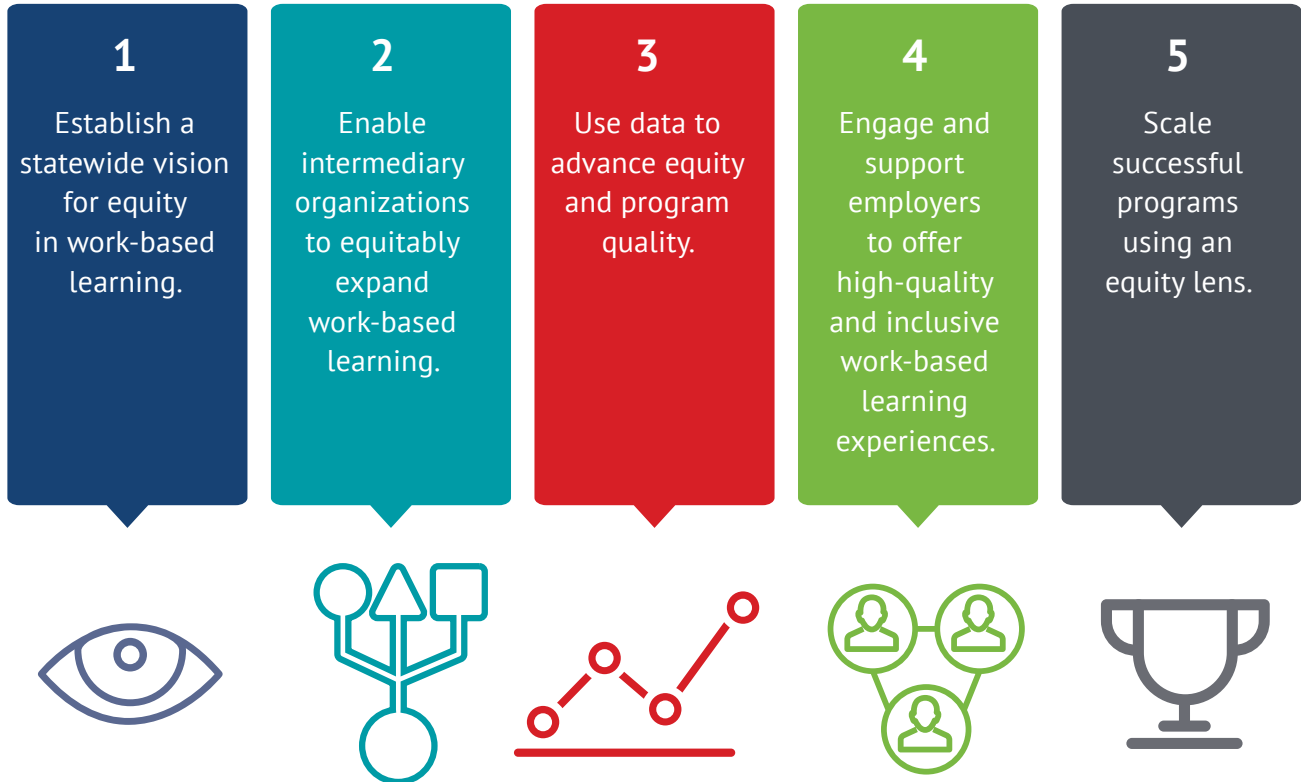 1
Establish a
statewide vision
for equity
in work-based
learning.
2
Enable
intermediary
organizations
to equitably
expand
work-based
learning.
3
Use data to
advance equity
and program
quality.
4
Engage and
support
employers
to offer
high-quality
and inclusive
work-based
learning
experiences.
5
Scale
successful
programs
using an
equity lens.